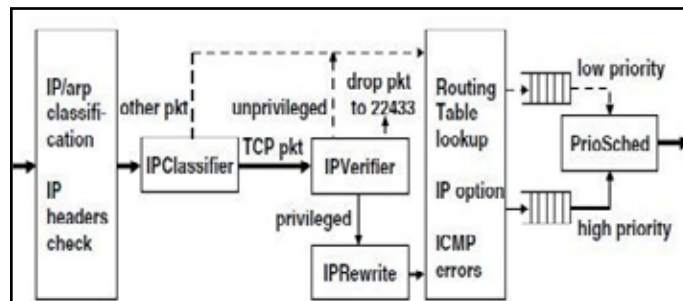 IP/arp
classifi-
cation
IP
headers
check
other pkt
IPClassifier
TCP pkt
unprivileged
drop pkt
to 22433
IPVerifier
privileged
IPRewrite
Routing
Table
lookup
IP option
ICMP
errors
low priority
PrioSched
high priority